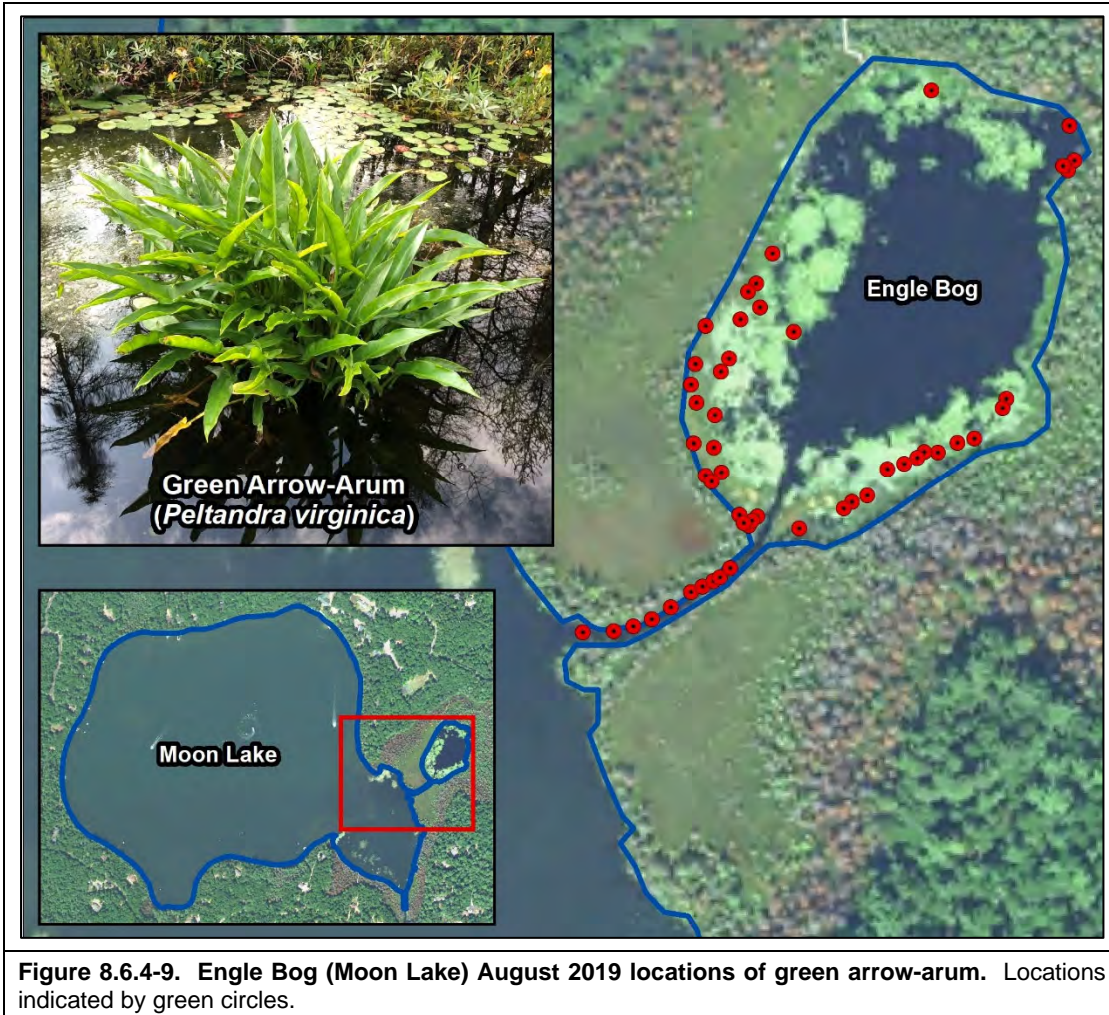 Engle Bog
Green Arrow-Arum
(Peltandra virginica)
Moon Lake
Figure 8.6.4-9. Engle Bog (Moon Lake) August 2019 locations of green arrow-arum. Locations
indicated by green circles.